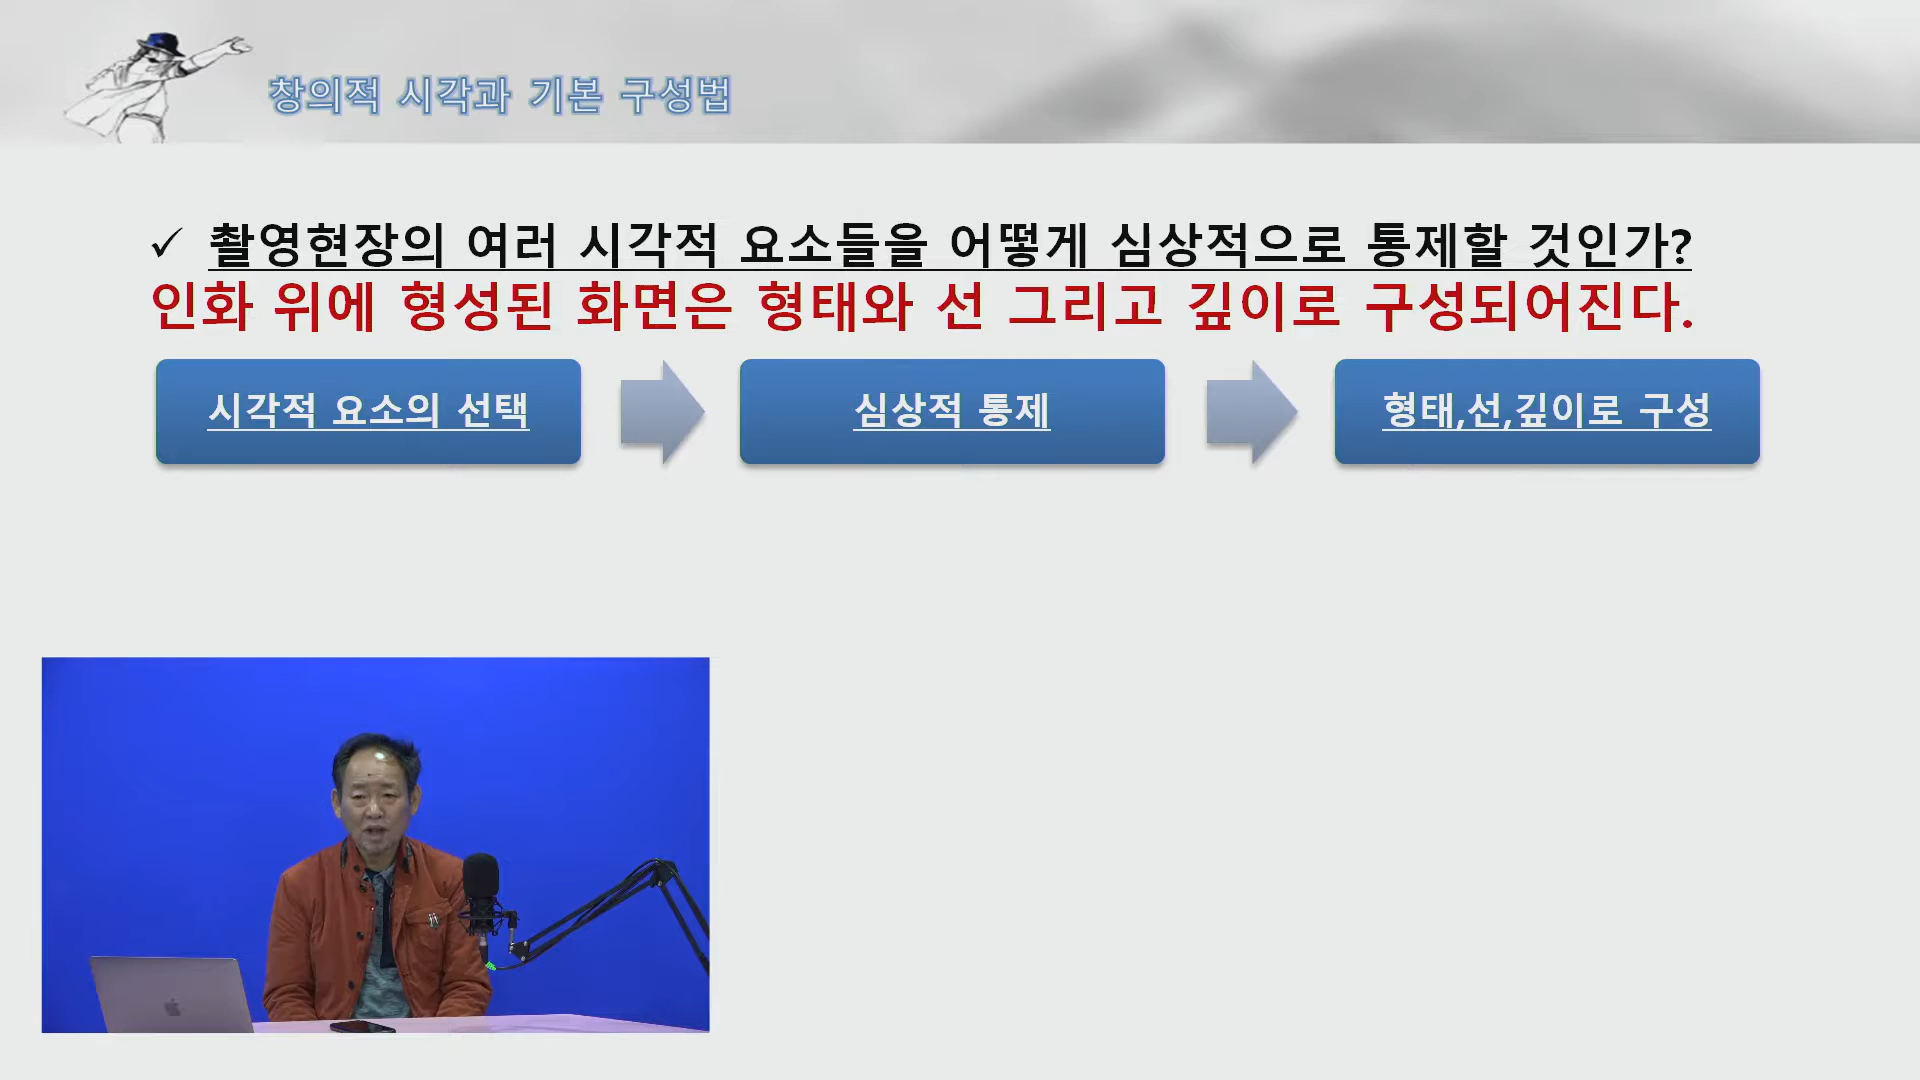 창의적 시각과 기본 구성법
✓ 촬영현장의 여러 시각적 요소들을 어떻게 심상적으로 통제할 것인가?
인화 위에 형성된 화면은 형태와 선 그리고 깊이로 구성되어진다.
시각적 요소의 선택
심상적 통제
형태,선,깊이로 구성